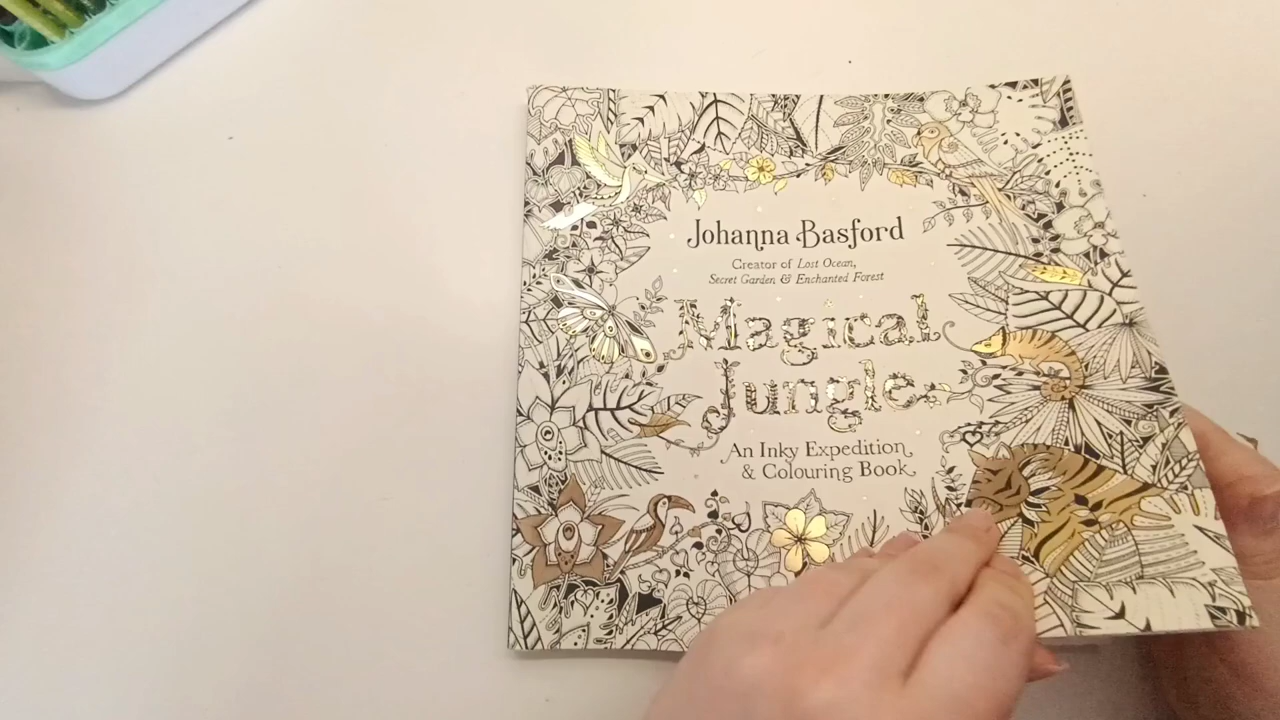 Johanna Basford
Creator of Lost Ocean,
Secret Garden & Enchanted Forest
Magical
Jungle
An Inky Expedition
& Colouring Book